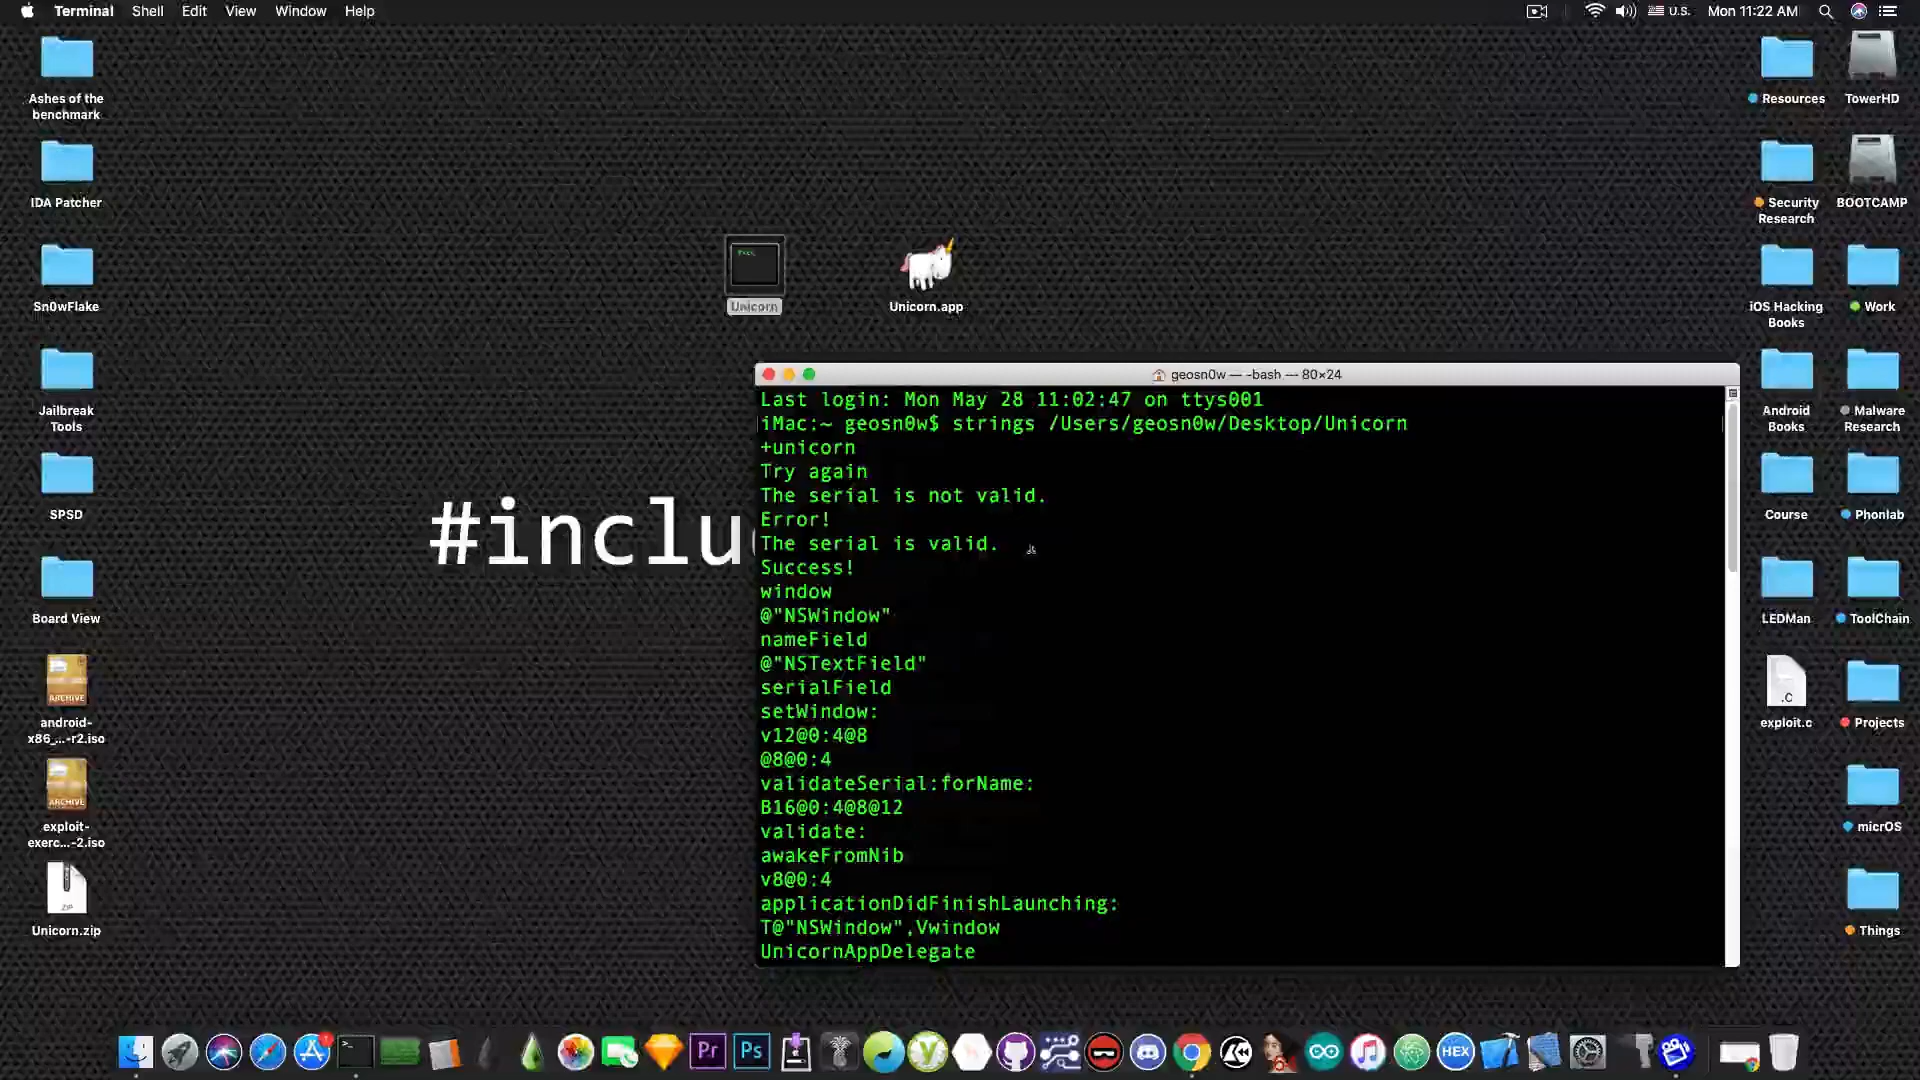 Terminal Shell Edit View Window Help
U.S. Mon 11:22 AM
Ashes of the
benchmark
IDA Patcher
Sn0wFlake
Jailbreak
Tools
SPSD
Board View
ARCHIVE
android-
x86_...-r2.iso
ARCHIVE
exploit-
exerc...-2.iso
ZIP
Unicorn.zip
Unicorn
Unicorn.app
#inclu
geosn0w — -bash — 80×24
Last login: Mon May 28 11:02:47 on ttys001
iMac:~ geosn0w$ strings /Users/geosn0w/Desktop/Unicorn
+unicorn
Try again
The serial is not valid.
Error!
The serial is valid.
Success!
window
@"NSWindow"
nameField
@"NSTextField"
serialField
setWindow:
v12@0:4@8
@8@0:4
validateSerial:forName:
B16@0:4@8@12
validate:
awakeFromNib
v8@0:4
applicationDidFinishLaunching:
T@"NSWindow",Vwindow
UnicornAppDelegate
Resources
TowerHD
Security
Research
BOOTCAMP
iOS Hacking
Books
Work
Android
Books
Malware
Research
Course
Phonlab
LEDMan
ToolChain
.C
exploit.c
Projects
micrOS
Things
Pr
Ps
HEX